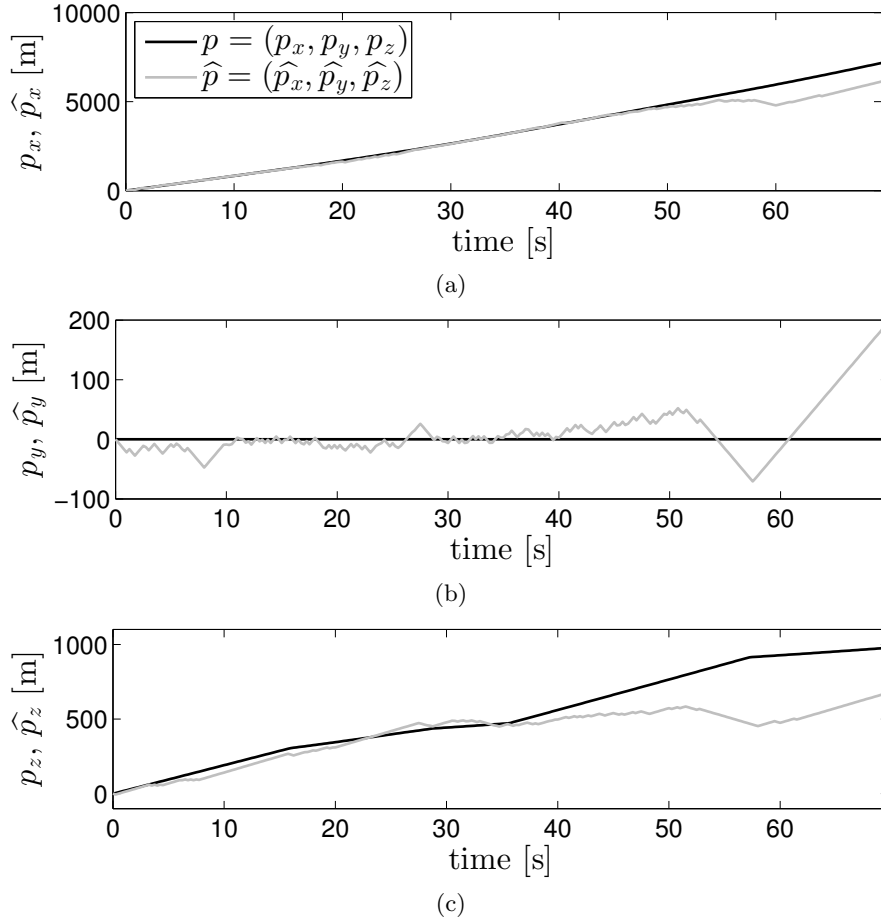 10000
p = (p_x, p_y, p_z)
p̂ = (p̂_x, p̂_y, p̂_z)
5000
0
p_x, p̂_x [m]
0 10 20 30 40 50 60
time [s]
(a)
200
100
0
−100
p_y, p̂_y [m]
0 10 20 30 40 50 60
time [s]
(b)
1000
500
0
p_z, p̂_z [m]
0 10 20 30 40 50 60
time [s]
(c)